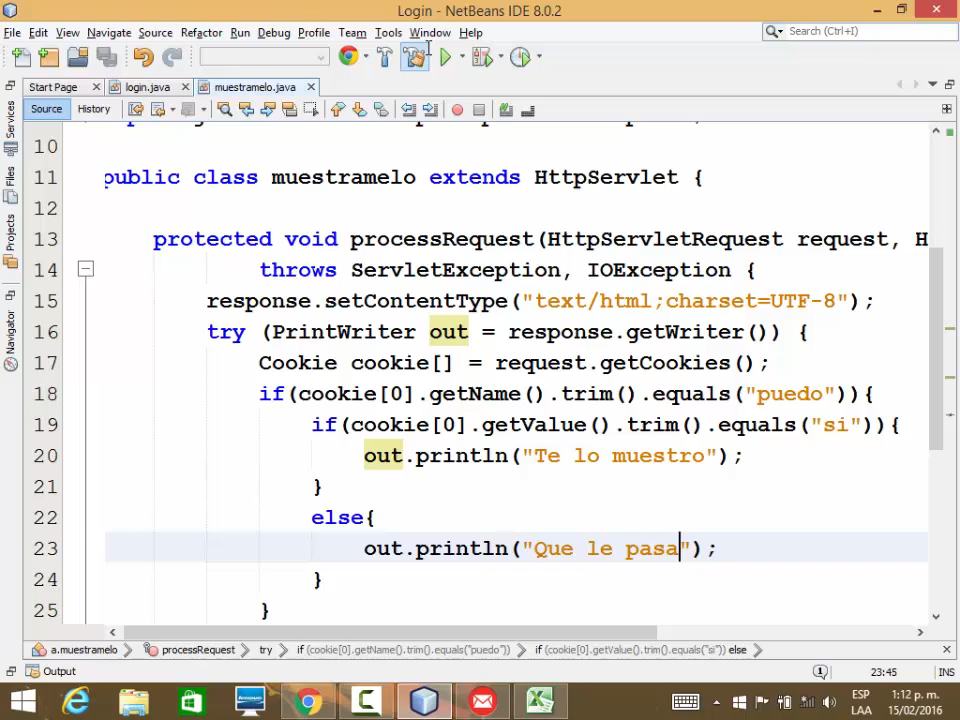 Login - NetBeans IDE 8.0.2
File Edit View Navigate Source Refactor Run Debug Profile Team Tools Window Help
Search (Ctrl+I)
Start Page login.java muestramelo.java
Source History
Services
Files
Projects
Navigator
10
11 public class muestramelo extends HttpServlet {
12
13 protected void processRequest(HttpServletRequest request, H
14 throws ServletException, IOException {
15 response.setContentType("text/html;charset=UTF-8");
16 try (PrintWriter out = response.getWriter()) {
17 Cookie cookie[] = request.getCookies();
18 if(cookie[0].getName().trim().equals("puedo")){
19 if(cookie[0].getValue().trim().equals("si")){
20 out.println("Te lo muestro");
21 }
22 else{
23 out.println("Que le pasa");
24 }
25 }
a.muestramelo processRequest try if (cookie[0].getName().trim().equals("puedo")) if (cookie[0].getValue().trim().equals("si")) else
Output 23:45 INS
ESP 1:12 p. m.
LAA 15/02/2016